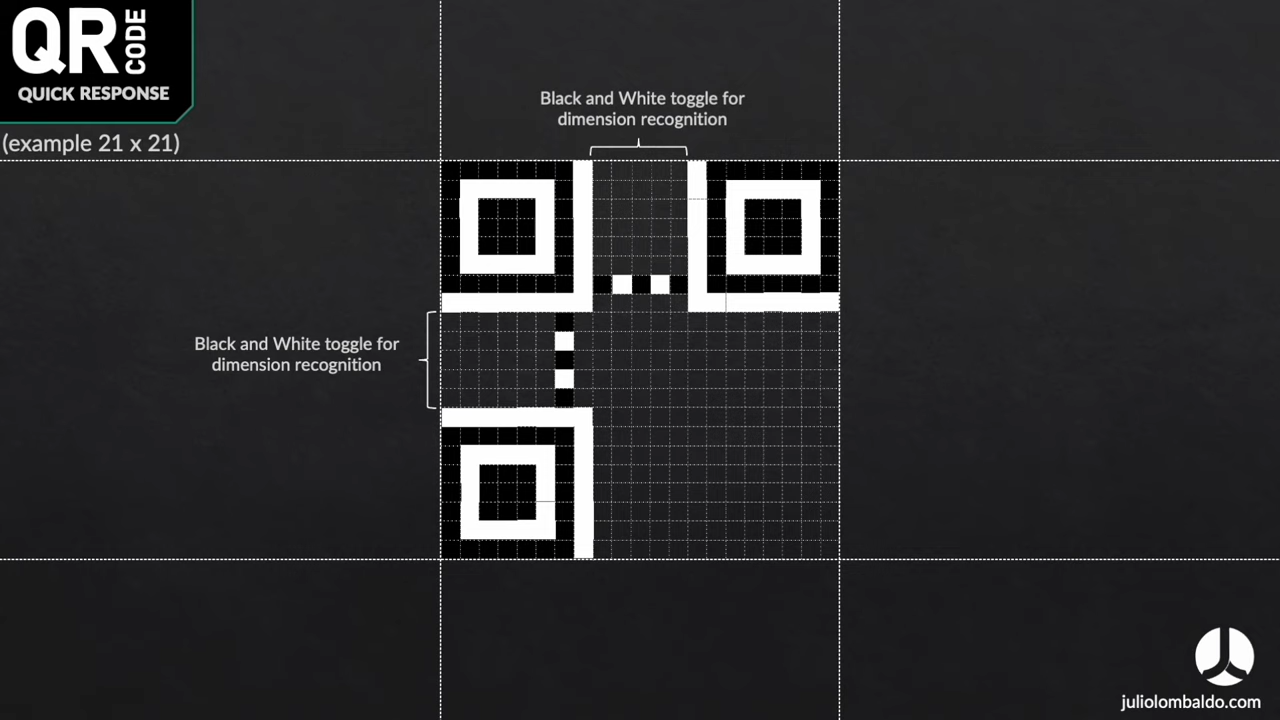 QR CODE
QUICK RESPONSE
(example 21 x 21)
Black and White toggle for
dimension recognition
Black and White toggle for
dimension recognition
juliolombaldo.com